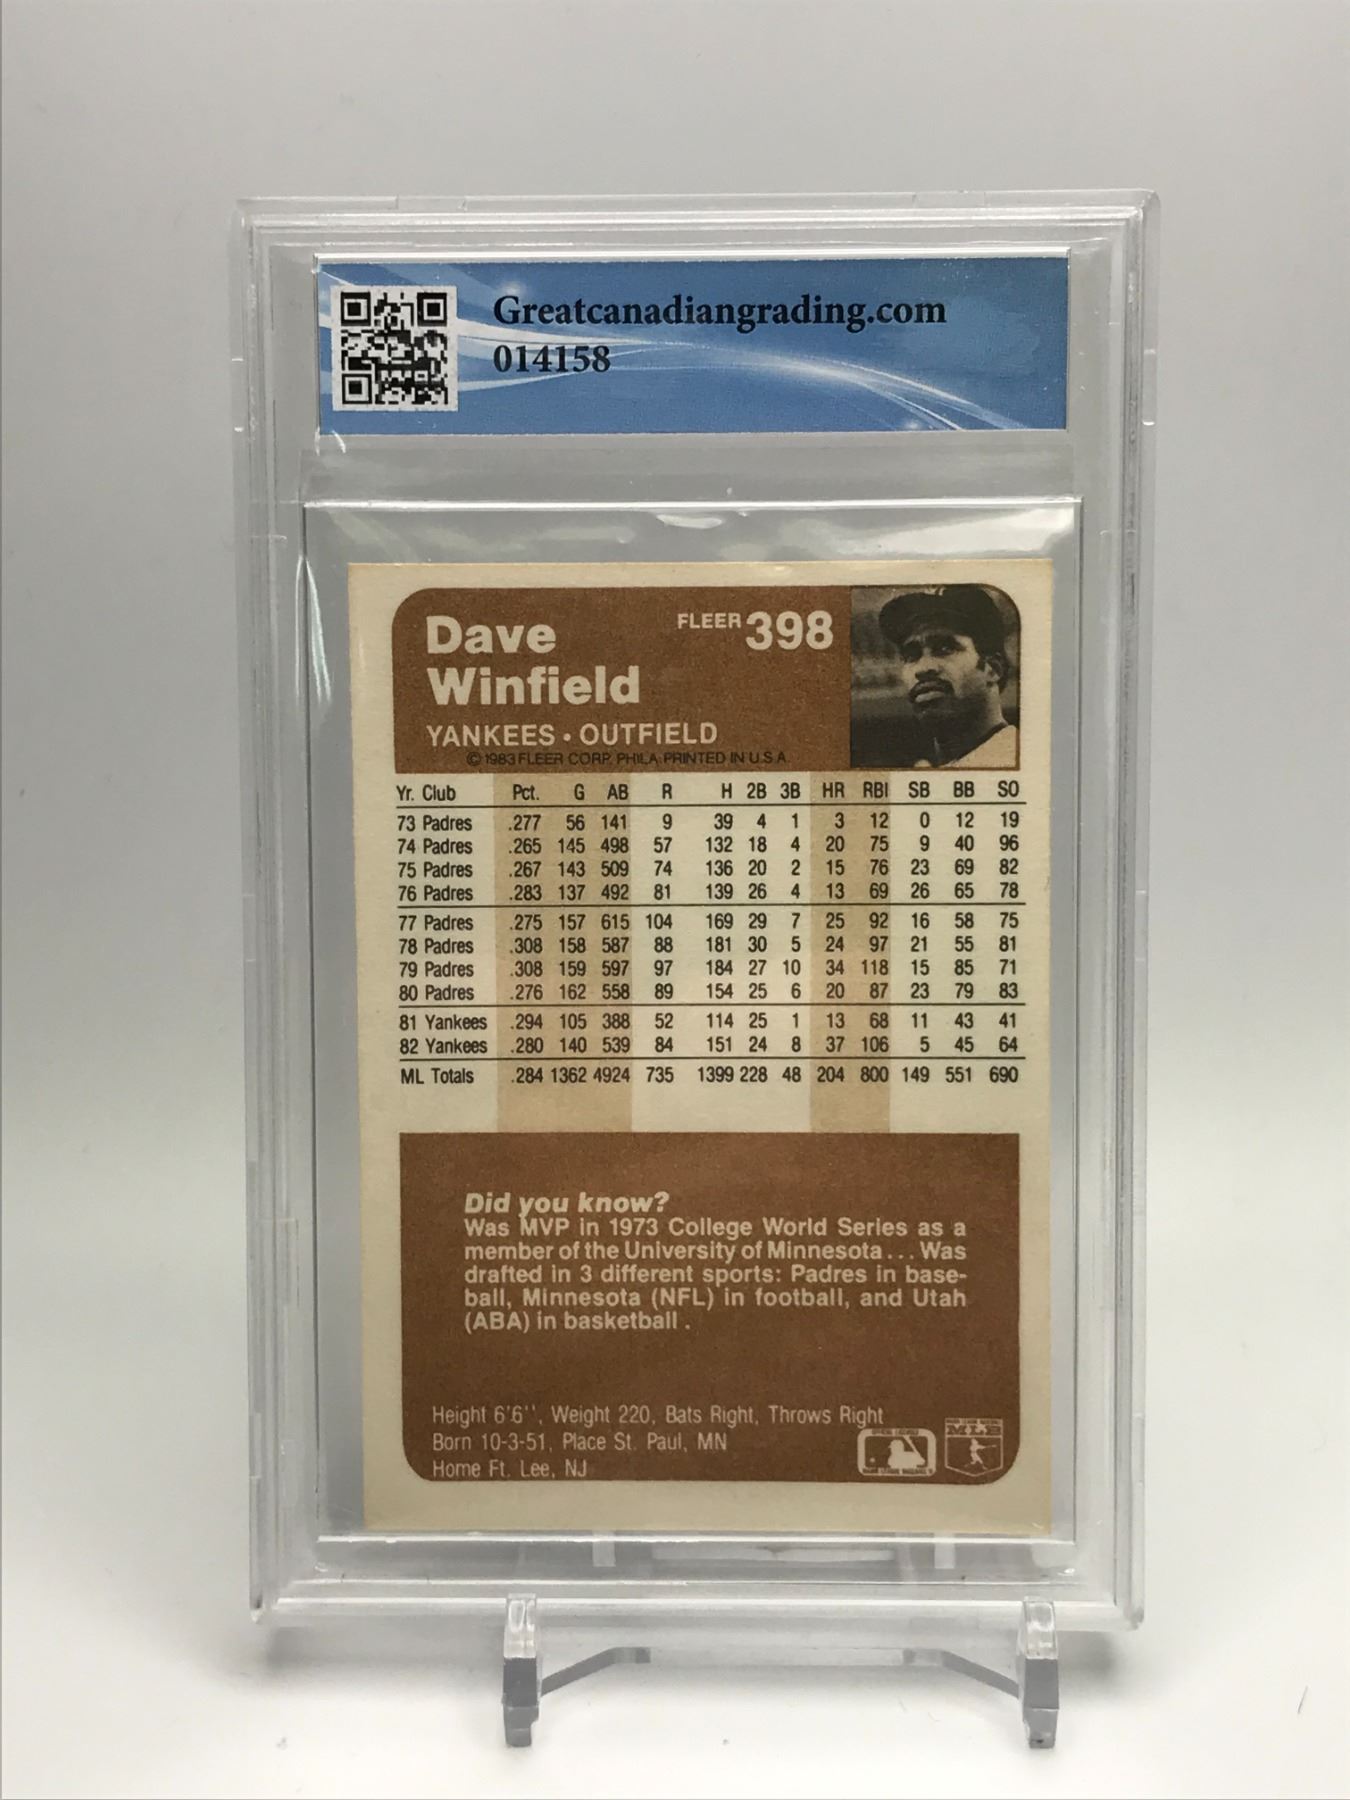 Greatcanadiangrading.com
014158
Dave
Winfield
FLEER 398
YANKEES • OUTFIELD
© 1983 FLEER CORP. PHILA. PRINTED IN U.S.A.
Yr. Club Pct. G AB R H 2B 3B HR RBI SB BB SO
73 Padres .277 56 141 9 39 4 1 3 12 0 12 19
74 Padres .265 145 498 57 132 18 4 20 75 9 40 96
75 Padres .267 143 509 74 136 20 2 15 76 23 69 82
76 Padres .283 137 492 81 139 26 4 13 69 26 65 78
77 Padres .275 157 615 104 169 29 7 25 92 16 58 75
78 Padres .308 158 587 88 181 30 5 24 97 21 55 81
79 Padres .308 159 597 97 184 27 10 34 118 15 85 71
80 Padres .276 162 558 89 154 25 6 20 87 23 79 83
81 Yankees .294 105 388 52 114 25 1 13 68 11 43 41
82 Yankees .280 140 539 84 151 24 8 37 106 5 45 64
ML Totals .284 1362 4924 735 1399 228 48 204 800 149 551 690
Did you know?
Was MVP in 1973 College World Series as a
member of the University of Minnesota... Was
drafted in 3 different sports: Padres in base-
ball, Minnesota (NFL) in football, and Utah
(ABA) in basketball .
Height 6'6'', Weight 220, Bats Right, Throws Right
Born 10-3-51, Place St. Paul, MN
Home Ft. Lee, NJ
MLB